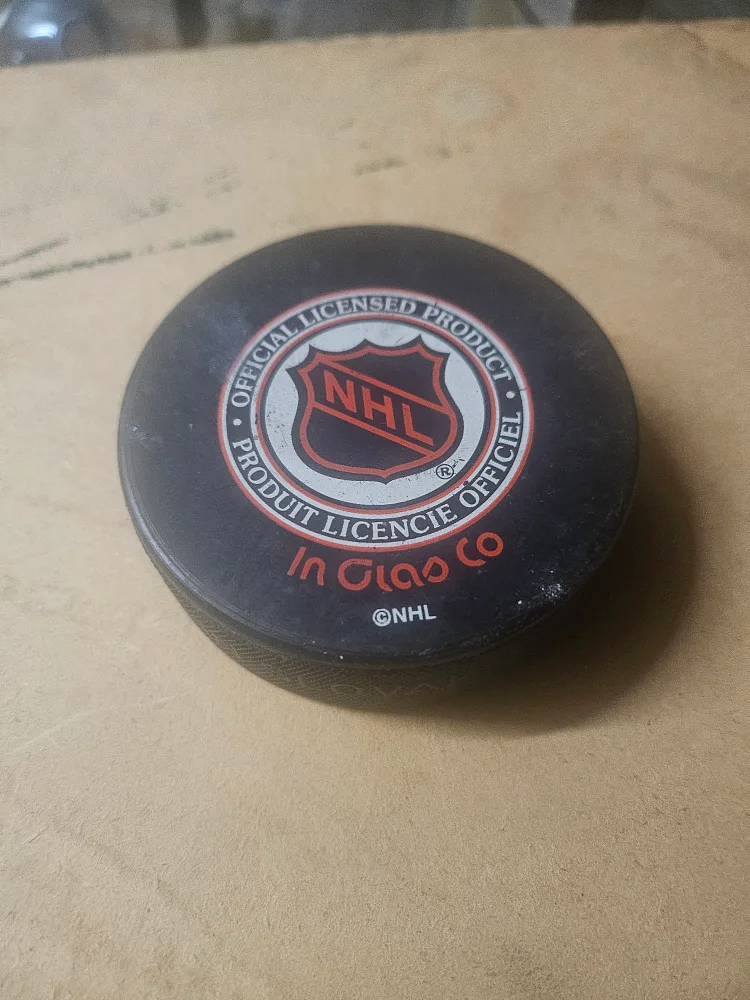 • OFFICIAL LICENSED PRODUCT •
NHL
®
PRODUIT LICENCIE OFFICIEL
In Glas Co
©NHL